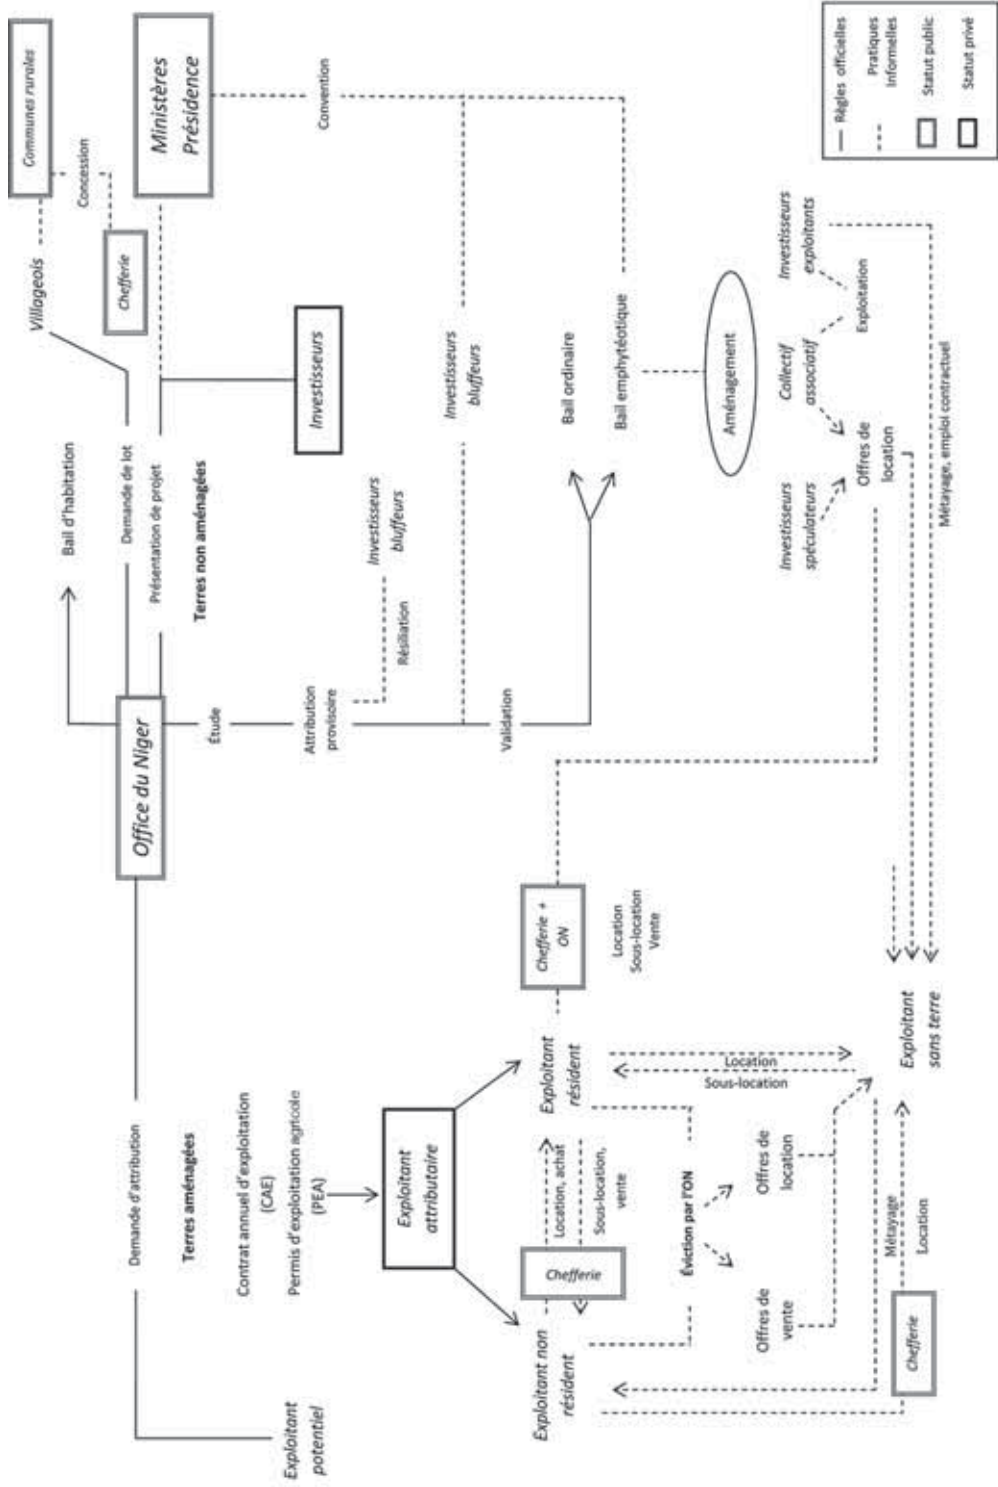 Communes rurales
Concession
Villageois
Chefferie
Ministères
Présidence
Convention
Bail d'habitation
Demande de lot
Présentation de projet
Terres non aménagées
Investisseurs
Office du Niger
Étude
Attribution
provisoire
Résiliation
Investisseurs
bluffeurs
Investisseurs
bluffeurs
Validation
Bail ordinaire
Bail emphytéotique
Aménagement
Investisseurs
spéculateurs
Collectif
associatif
Investisseurs
exploitants
Exploitation
Offres de
location
Métayage, emploi contractuel
Demande d'attribution
Terres aménagées
Exploitant
potentiel
Contrat annuel d'exploitation
(CAE)
Permis d'exploitation agricole
(PEA)
Exploitant
attributaire
Exploitant non
résident
Chefferie
Location, achat
Sous-location,
vente
Exploitant
résident
Chefferie +
ON
Location
Sous-location
Vente
Éviction par l'ON
Offres de
vente
Offres de
location
Location
Sous-location
Chefferie
Métayage
Location
Exploitant
sans terre
Règles officielles
Pratiques
Informelles
Statut public
Statut privé